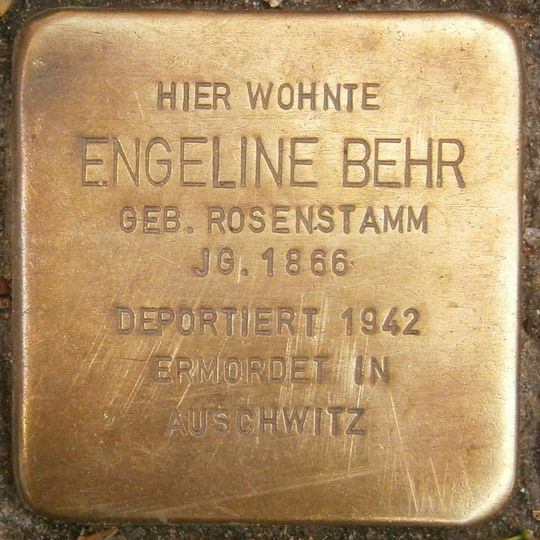 HIER WOHNTE
ENGELINE BEHR
GEB. ROSENSTAMM
JG. 1866
DEPORTIERT 1942
ERMORDET IN
AUSCHWITZ